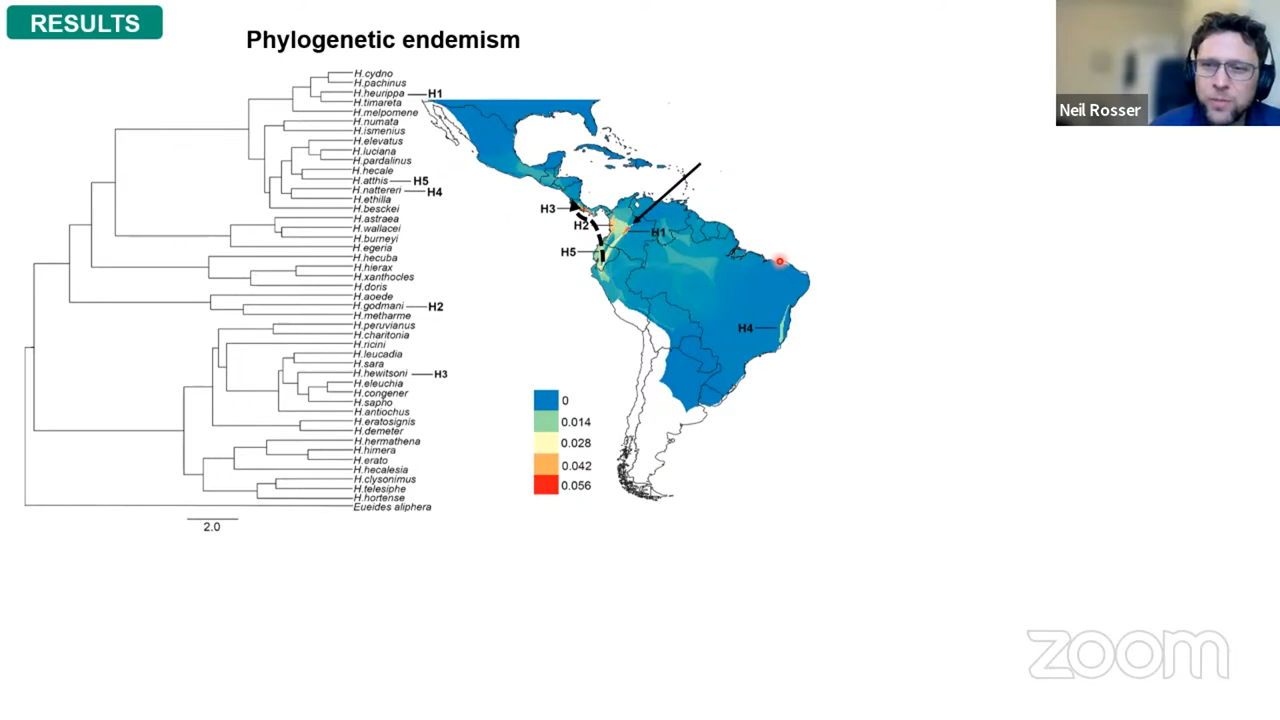 RESULTS
Phylogenetic endemism
Neil Rosser
H.cydno
H.pachinus
H.heurippa H1
H.timareta
H.melpomene
H.numata
H.ismenius
H.elevatus
H.luciana
H.pardalinus
H.hecale
H.atthis H5
H.nattereri H4
H.ethilla
H.besckei
H.astraea
H.wallacei
H.burneyi
H.egeria
H.hecuba
H.hierax
H.xanthocles
H.doris
H.aoede
H.godmani H2
H.metharme
H.peruvianus
H.charitonia
H.ricini
H.leucadia
H.sara
H.hewitsoni H3
H.eleuchia
H.congener
H.sapho
H.antiochus
H.eratosignis
H.demeter
H.hermathena
H.himera
H.erato
H.hecalesia
H.clysonimus
H.telesiphe
H.hortense
Eueides aliphera
2.0
H3
H2
H1
H5
H4
0
0.014
0.028
0.042
0.056
zoom